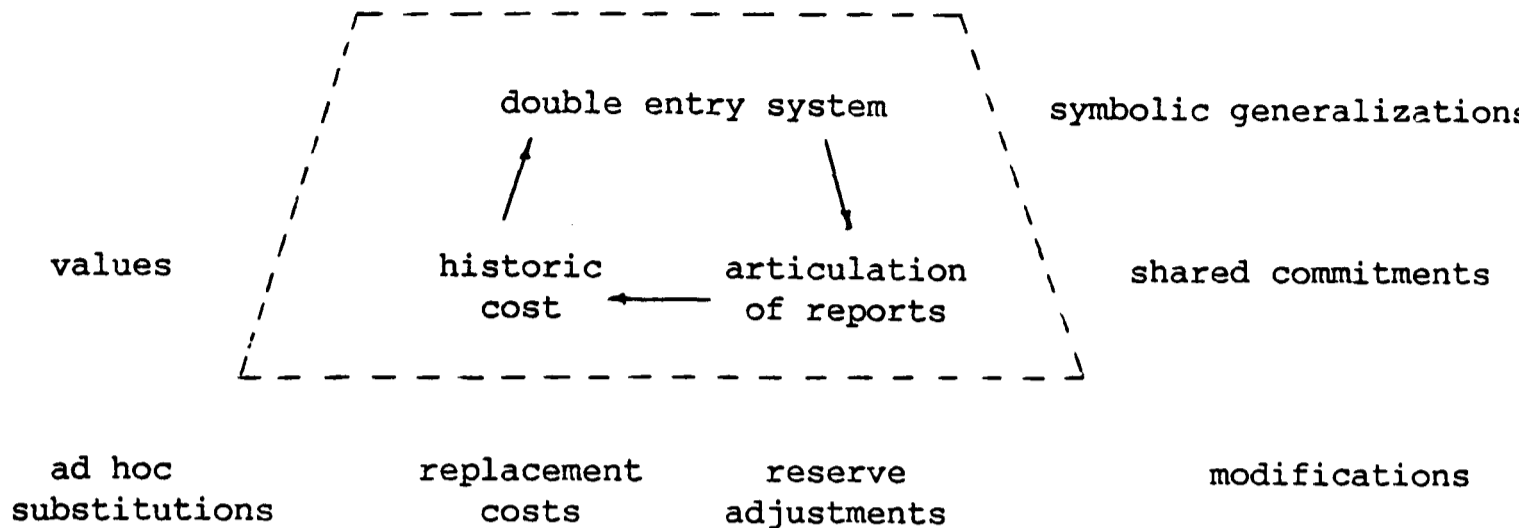 double entry system symbolic generalizations
values historic articulation shared commitments
cost of reports
ad hoc replacement reserve modifications
substitutions costs adjustments